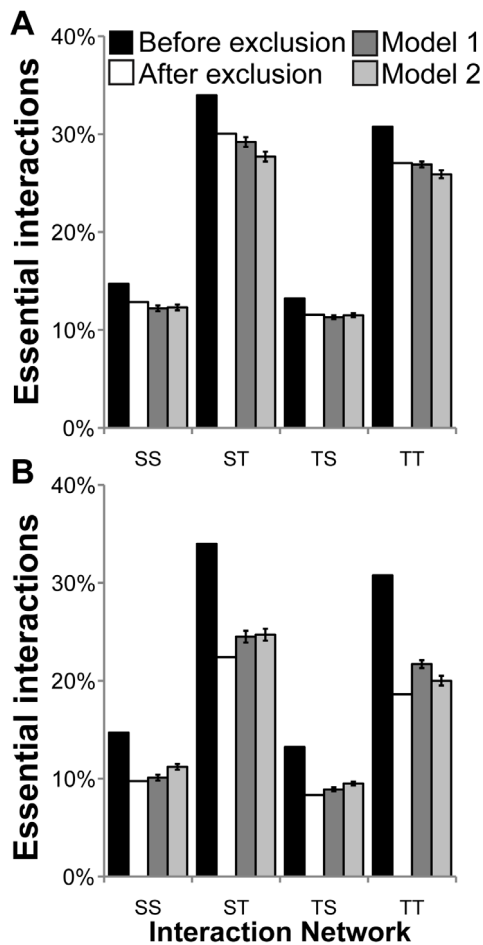 A
40%
Before exclusion
Model 1
After exclusion
Model 2
30%
20%
10%
0%
Essential interactions
SS ST TS TT
B
40%
30%
20%
10%
0%
Essential interactions
SS ST TS TT
Interaction Network